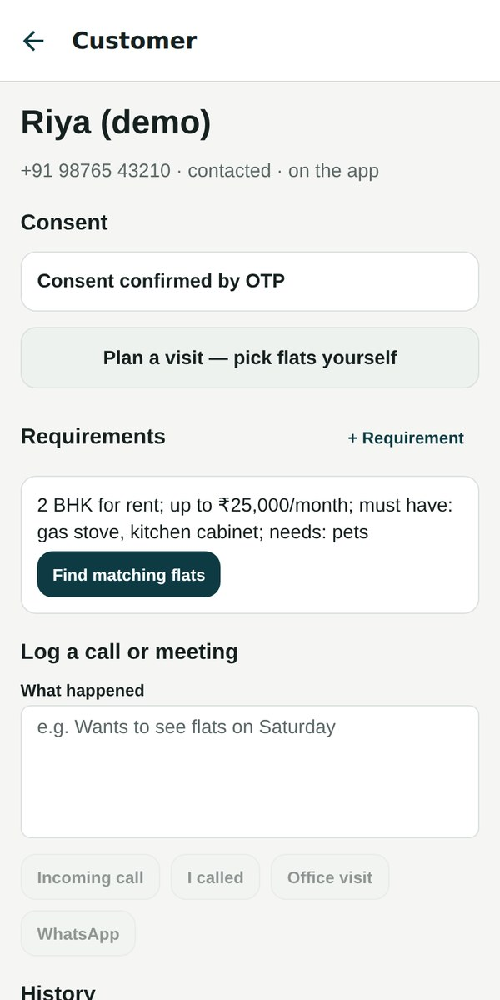 Customer
Riya (demo)
+91 98765 43210 · contacted · on the app
Consent
Consent confirmed by OTP
Plan a visit — pick flats yourself
Requirements
+ Requirement
2 BHK for rent; up to ₹25,000/month; must have:
gas stove, kitchen cabinet; needs: pets
Find matching flats
Log a call or meeting
What happened
e.g. Wants to see flats on Saturday
Incoming call
I called
Office visit
WhatsApp
History